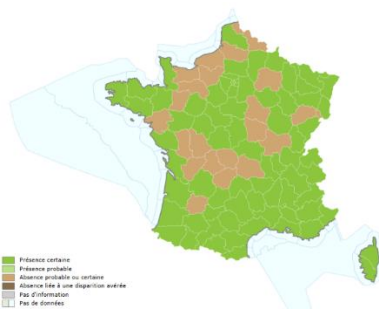 Présence certaine
Présence probable
Absence probable ou certaine
Absence liée à une disparition avérée
Pas d'information
Pas de données